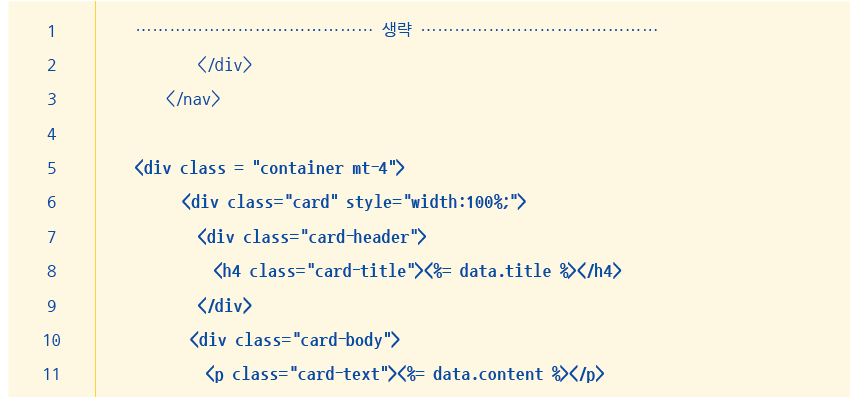 1 ……………………………………… 생략 ………………………………………
2 </div>
3 </nav>
4
5 <div class = "container mt-4">
6 <div class="card" style="width:100%;">
7 <div class="card-header">
8 <h4 class="card-title"><%= data.title %></h4>
9 </div>
10 <div class="card-body">
11 <p class="card-text"><%= data.content %></p>